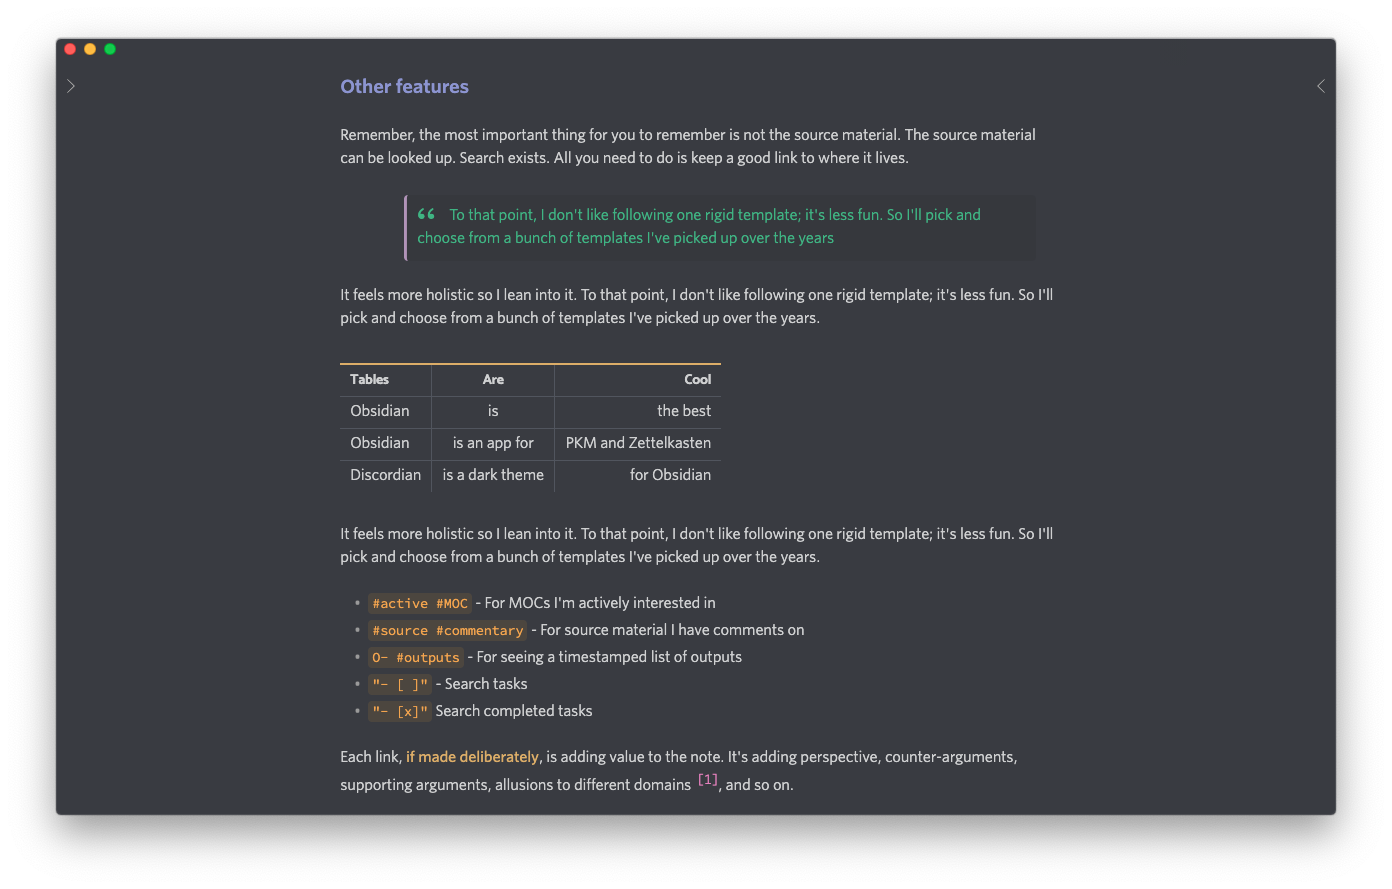 Other features
Remember, the most important thing for you to remember is not the source material. The source material
can be looked up. Search exists. All you need to do is keep a good link to where it lives.
“ To that point, I don't like following one rigid template; it's less fun. So I'll pick and
choose from a bunch of templates I've picked up over the years
It feels more holistic so I lean into it. To that point, I don't like following one rigid template; it's less fun. So I'll
pick and choose from a bunch of templates I've picked up over the years.
Tables Are Cool
Obsidian is the best
Obsidian is an app for PKM and Zettelkasten
Discordian is a dark theme for Obsidian
It feels more holistic so I lean into it. To that point, I don't like following one rigid template; it's less fun. So I'll
pick and choose from a bunch of templates I've picked up over the years.
• #active #MOC - For MOCs I'm actively interested in
• #source #commentary - For source material I have comments on
• O- #outputs - For seeing a timestamped list of outputs
• "- [ ]" - Search tasks
• "- [x]" Search completed tasks
Each link, if made deliberately, is adding value to the note. It's adding perspective, counter-arguments,
supporting arguments, allusions to different domains [1], and so on.